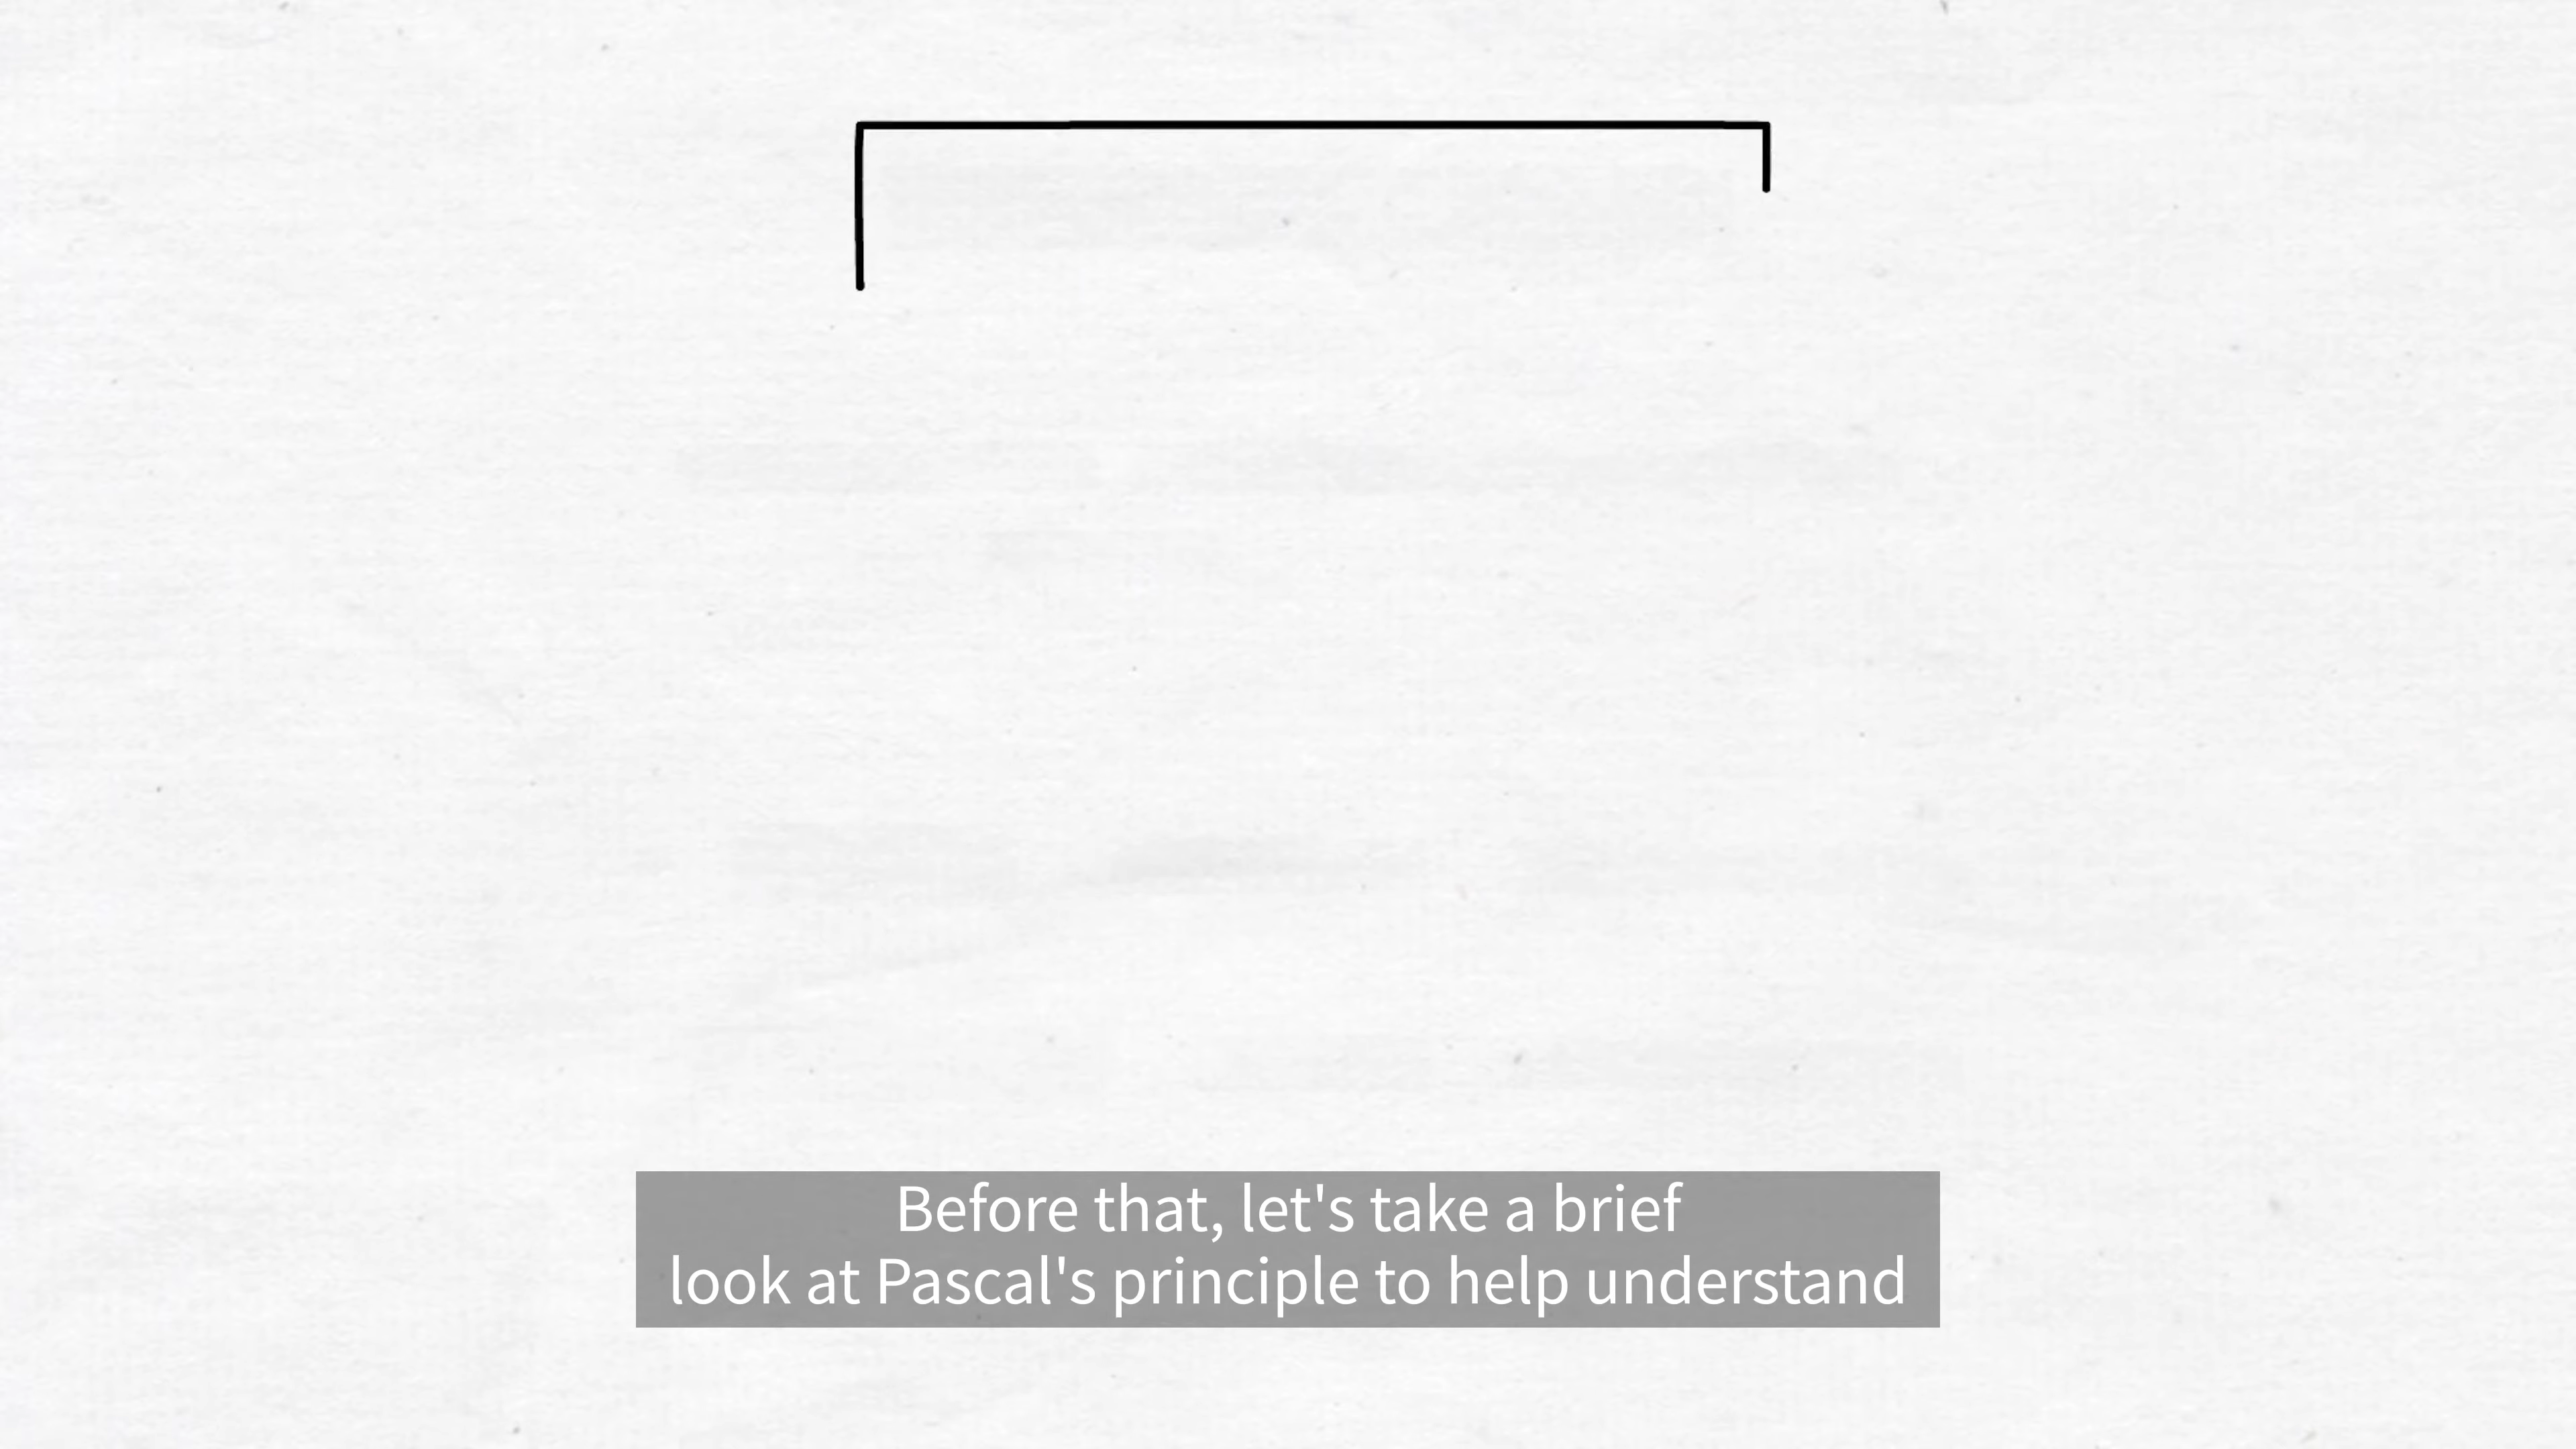 Before that, let's take a brief
look at Pascal's principle to help understand